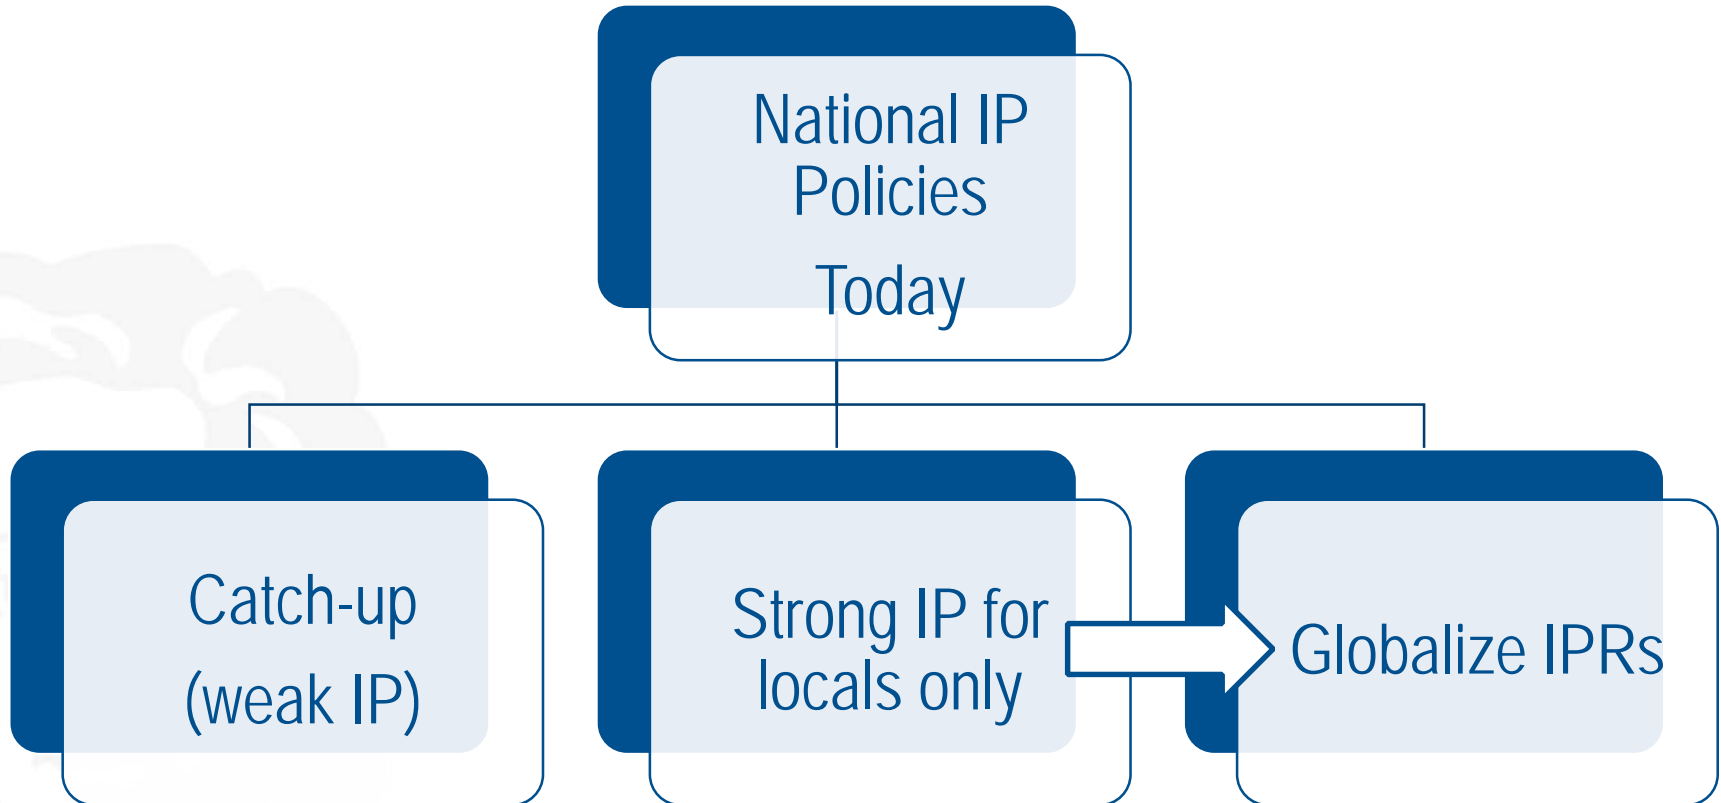 National IP
Policies
Today
Catch-up
(weak IP)
Strong IP for
locals only
Globalize IPRs